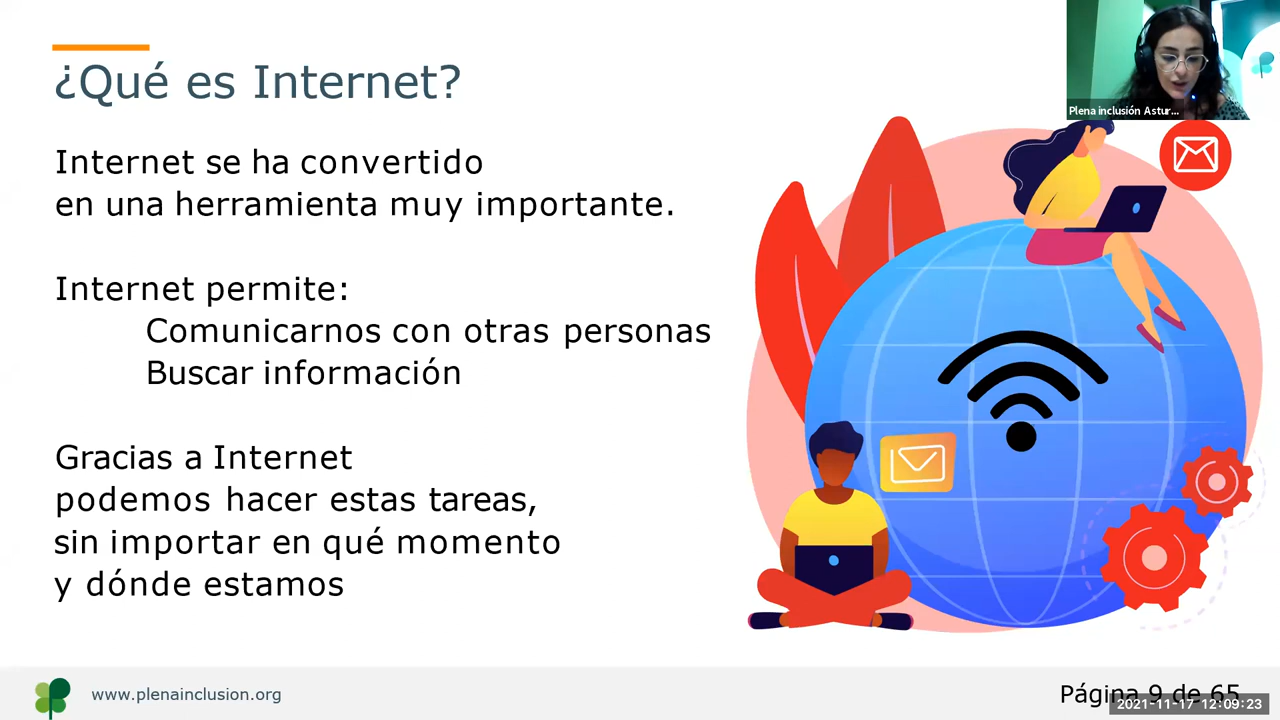 Plena inclusión Astur...
¿Qué es Internet?
Internet se ha convertido
en una herramienta muy importante.
Internet permite:
Comunicarnos con otras personas
Buscar información
Gracias a Internet
podemos hacer estas tareas,
sin importar en qué momento
y dónde estamos
www.plenainclusion.org
Página 9 de 65
2021-11-17 12:09:23